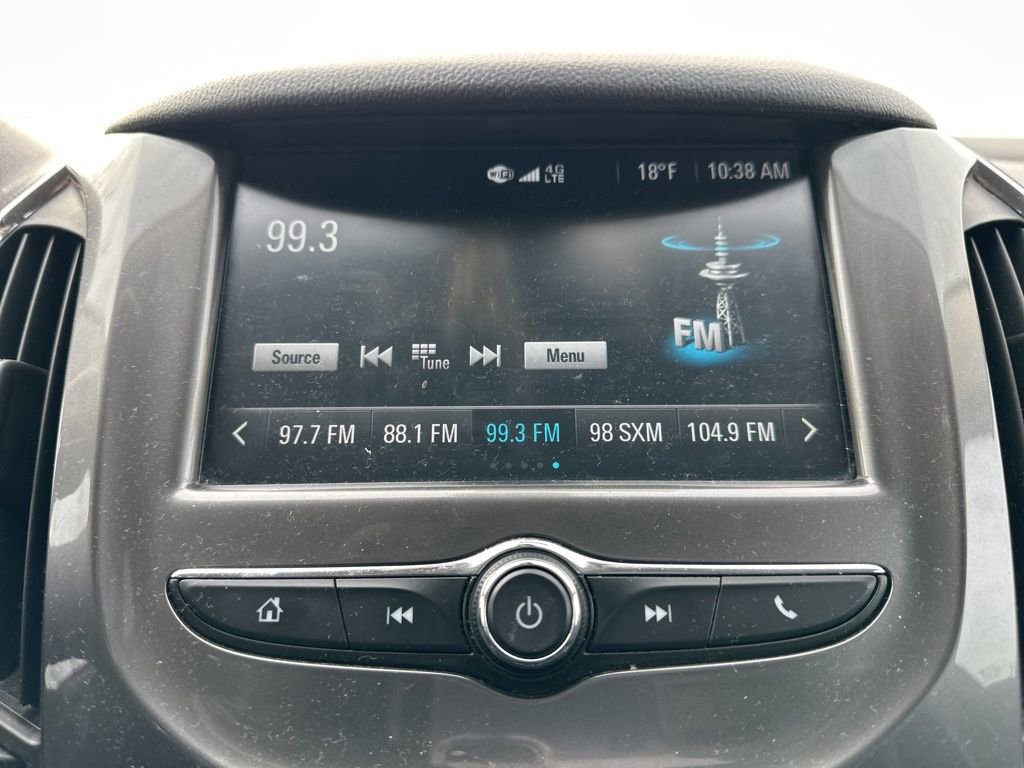 WiFi 4G LTE 18°F 10:38 AM
99.3
FM
Source Tune Menu
97.7 FM 88.1 FM 99.3 FM 98 SXM 104.9 FM